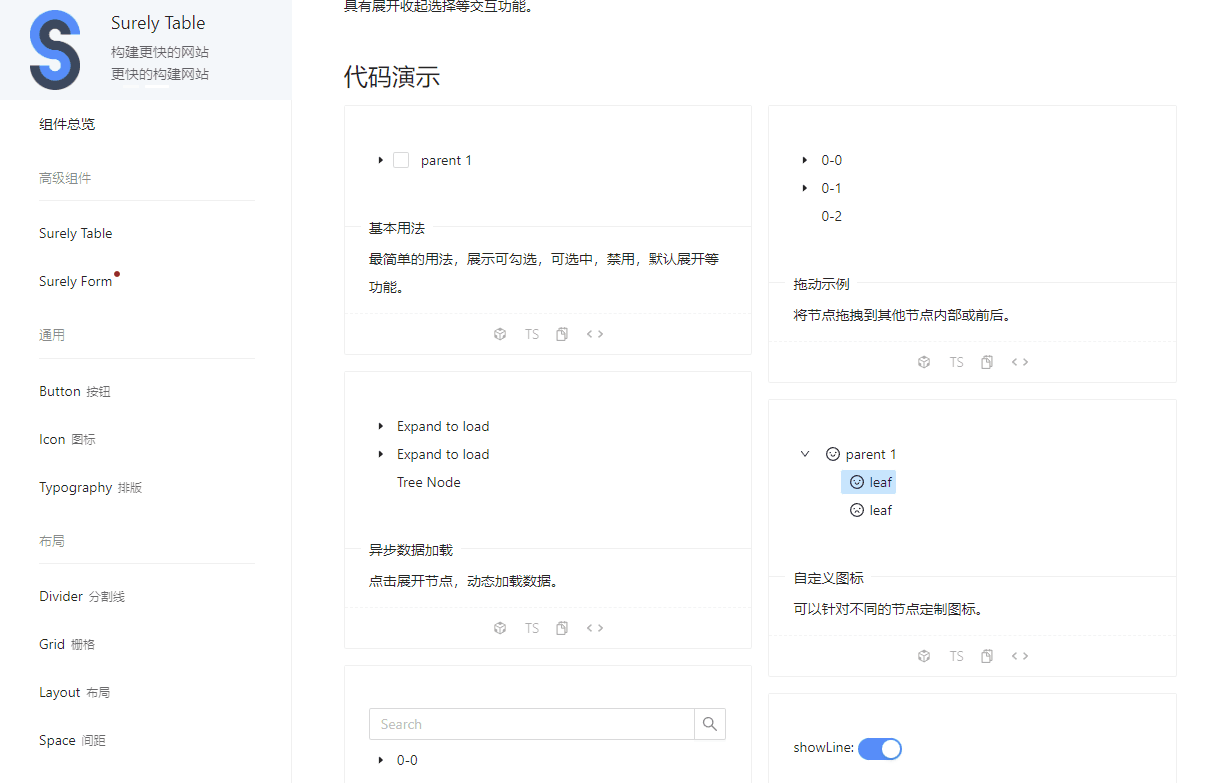 Surely Table
构建更快的网站
更快的构建网站
组件总览
高级组件
Surely Table
Surely Form
通用
Button 按钮
Icon 图标
Typography 排版
布局
Divider 分割线
Grid 栅格
Layout 布局
Space 间距
具有展开收起选择等交互功能。
代码演示
parent 1
基本用法
最简单的用法，展示可勾选，可选中，禁用，默认展开等
功能。
TS
Expand to load
Expand to load
Tree Node
异步数据加载
点击展开节点，动态加载数据。
TS
Search
0-0
0-0
0-1
0-2
拖动示例
将节点拖拽到其他节点内部或前后。
TS
parent 1
leaf
leaf
自定义图标
可以针对不同的节点定制图标。
TS
showLine: